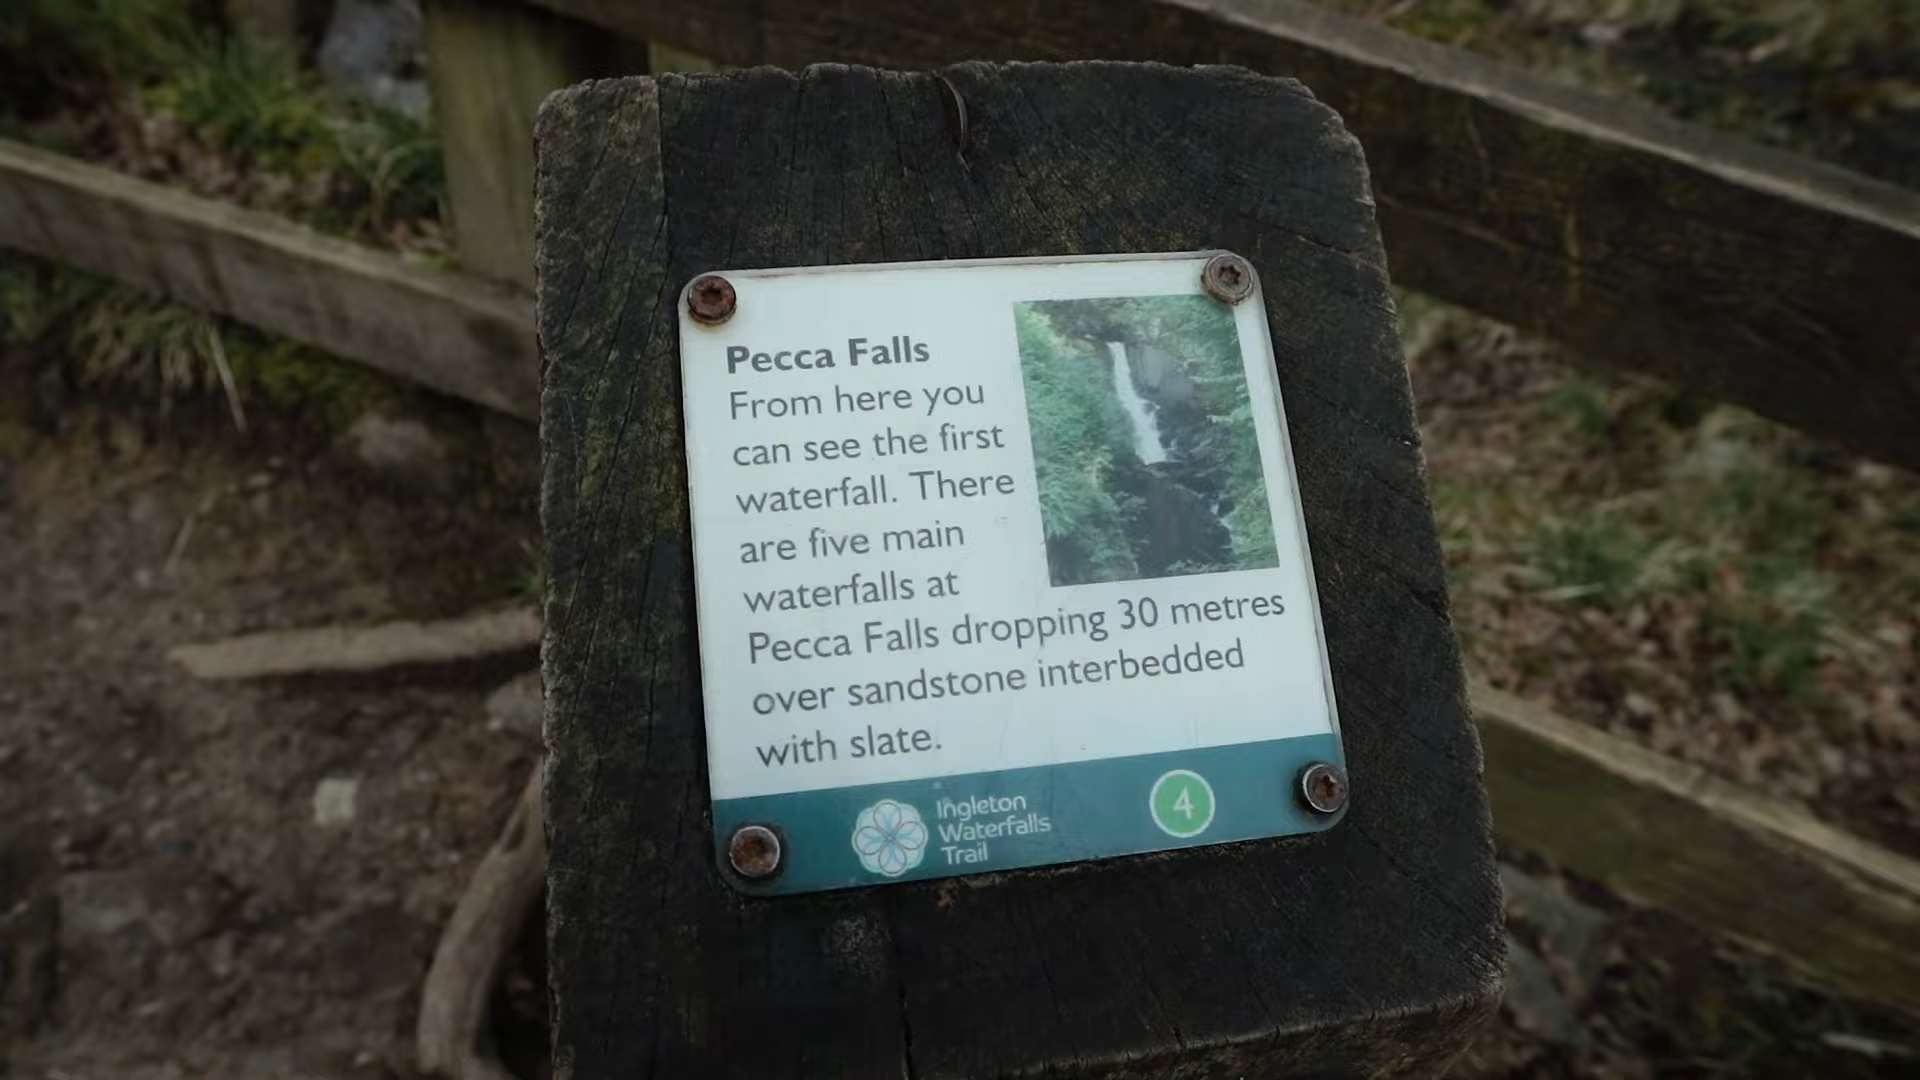 Pecca Falls
From here you
can see the first
waterfall. There
are five main
waterfalls at
Pecca Falls dropping 30 metres
over sandstone interbedded
with slate.
Ingleton
Waterfalls
Trail
4